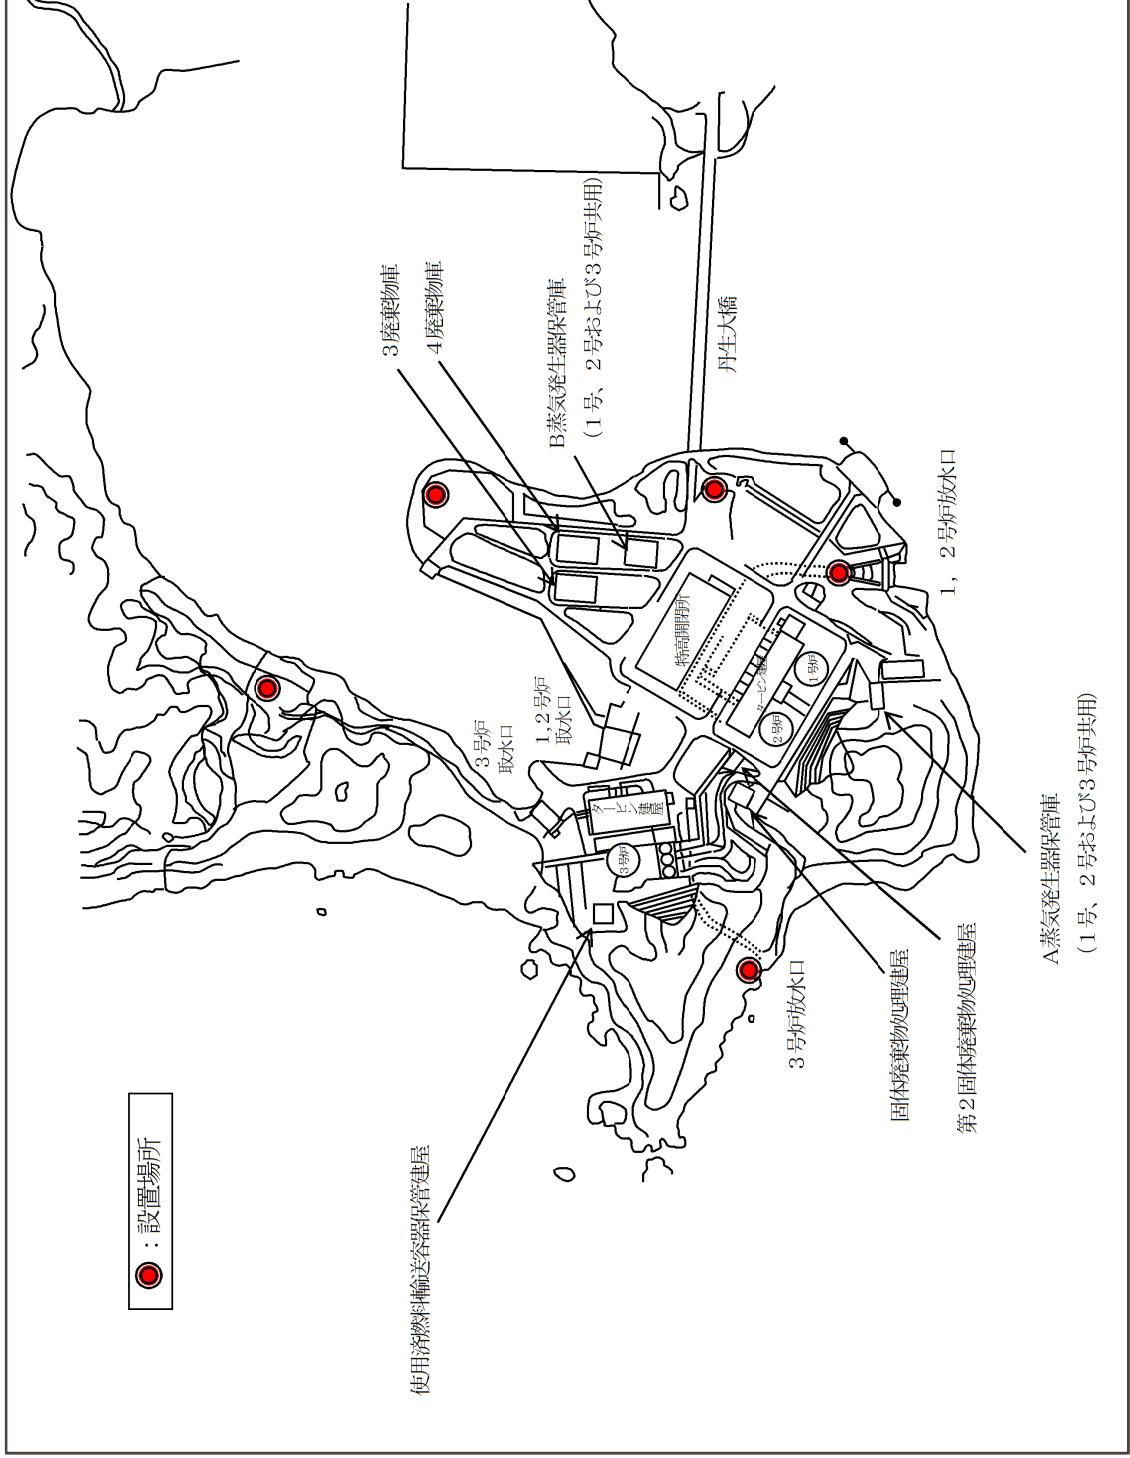 ３廃棄物庫
４廃棄物庫
Ｂ蒸気発生器保管庫
（１号、２号および３号炉共用）
丹生大橋
１，２号炉放水口
特高開閉所
タービン建屋
１号炉
２号炉
１,２号炉
取水口
３号炉
取水口
タービン建屋
３号炉
Ａ蒸気発生器保管庫
（１号、２号および３号炉共用）
固体廃棄物処理建屋
第２固体廃棄物処理建屋
３号炉放水口
使用済燃料輸送容器保管建屋
：設置場所